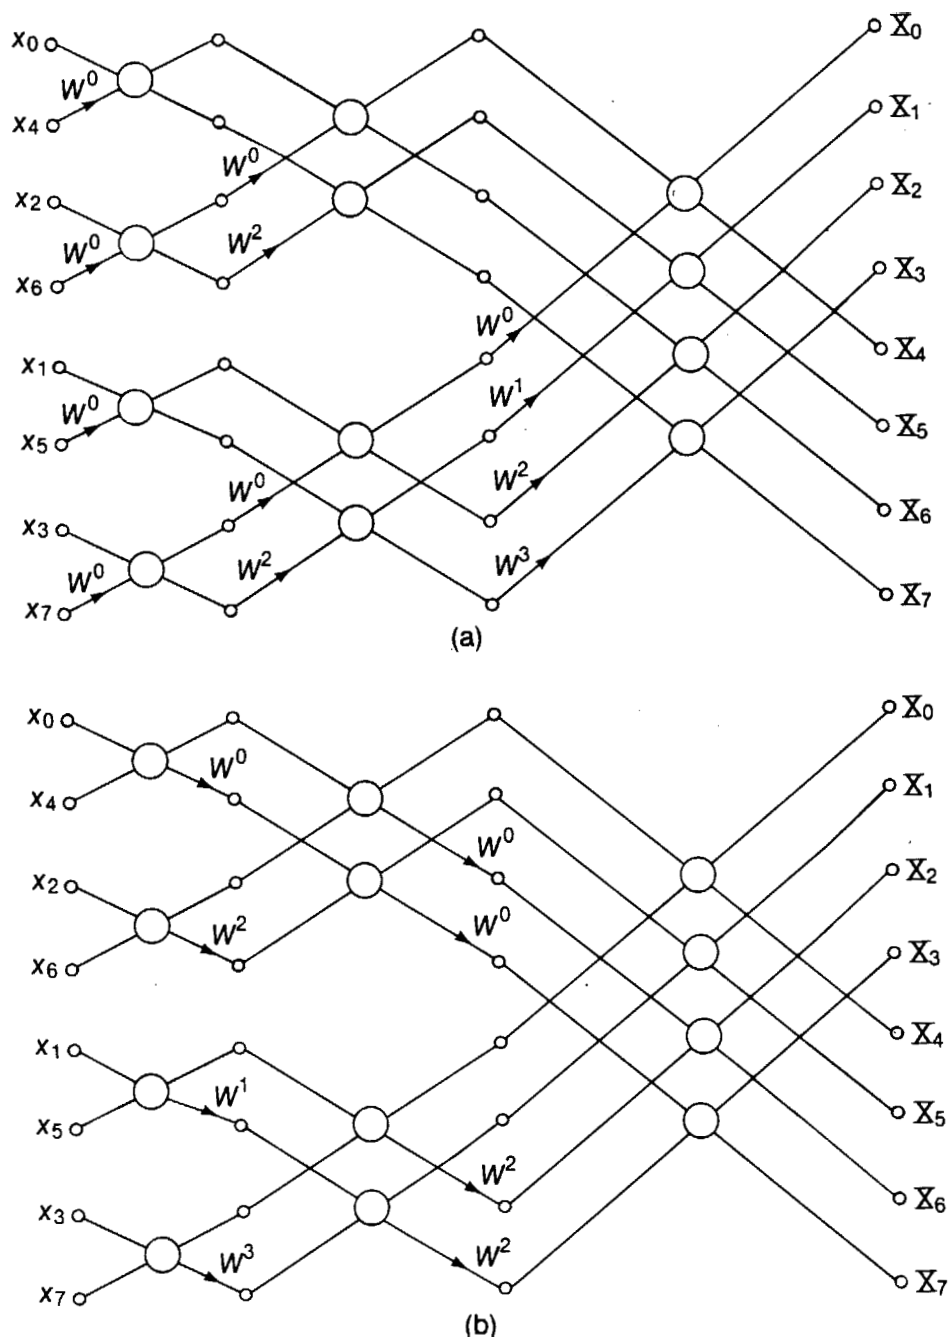 x₀ X₀
W⁰
x₄ X₁
W⁰
x₂ X₂
W⁰ W²
x₆ X₃
W⁰
x₁ X₄
W⁰ W¹
x₅ X₅
W⁰ W²
x₃ X₆
W⁰ W² W³
x₇ X₇
(a)
x₀ X₀
W⁰
x₄ X₁
W⁰
x₂ X₂
W² W⁰
x₆ X₃
x₁ X₄
W¹
x₅ X₅
W²
x₃ X₆
W³ W²
x₇ X₇
(b)